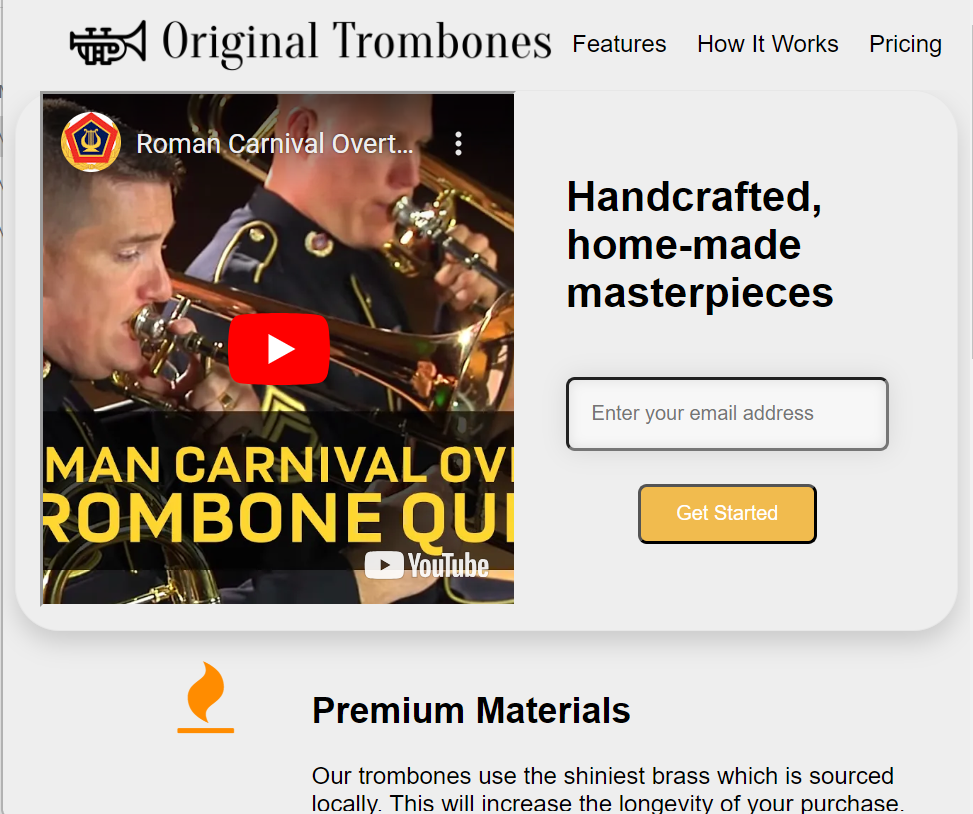 Original Trombones
Features
How It Works
Pricing
Roman Carnival Overt...
MAN CARNIVAL OV
ROMBONE QU
YouTube
Handcrafted,
home-made
masterpieces
Enter your email address
Get Started
Premium Materials
Our trombones use the shiniest brass which is sourced
locally. This will increase the longevity of your purchase.